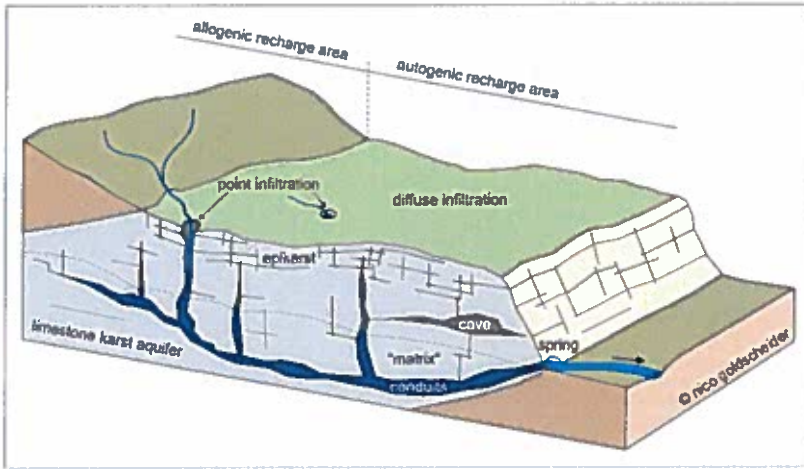 allogenic recharge area
autogenic recharge area
point infiltration
diffuse infiltration
epikarst
cave
limestone karst aquifer
"matrix"
spring
conduits
© nico goldscheider